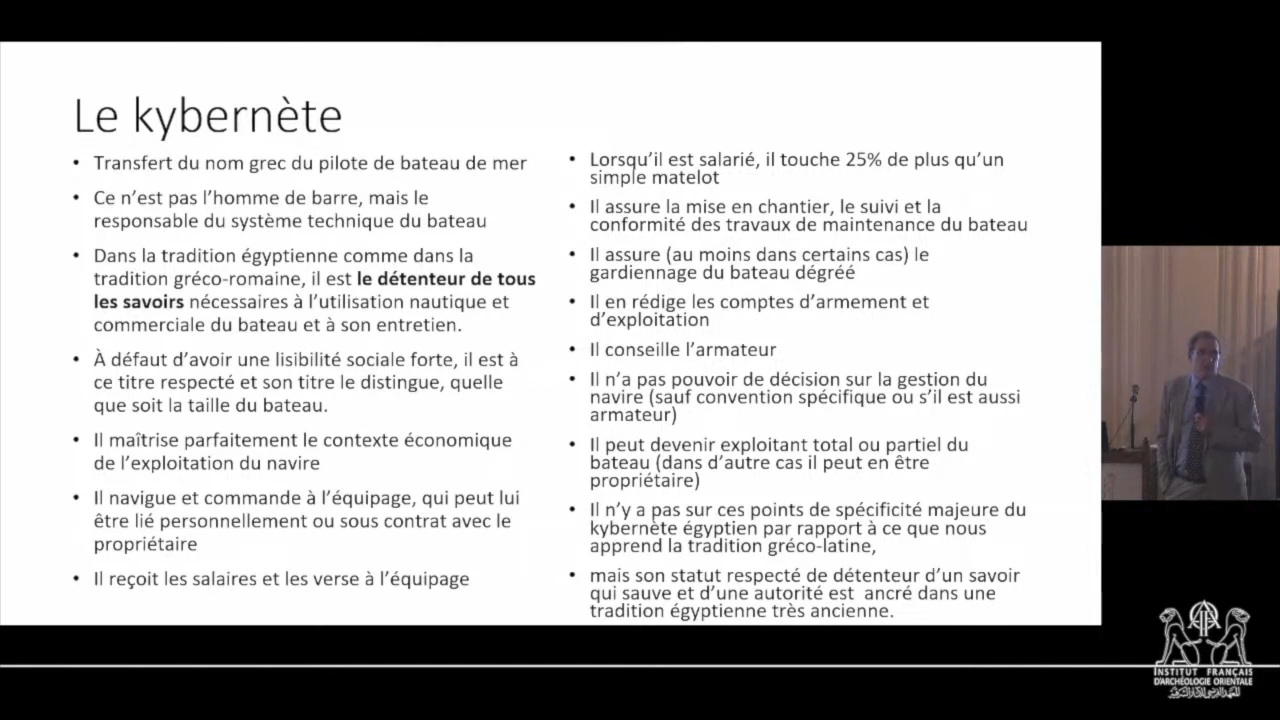 Le kybernète
• Transfert du nom grec du pilote de bateau de mer
• Ce n’est pas l’homme de barre, mais le
responsable du système technique du bateau
• Dans la tradition égyptienne comme dans la
tradition gréco-romaine, il est le détenteur de tous
les savoirs nécessaires à l’utilisation nautique et
commerciale du bateau et à son entretien.
• À défaut d’avoir une lisibilité sociale forte, il est à
ce titre respecté et son titre le distingue, quelle
que soit la taille du bateau.
• Il maîtrise parfaitement le contexte économique
de l’exploitation du navire
• Il navigue et commande à l’équipage, qui peut lui
être lié personnellement ou sous contrat avec le
propriétaire
• Il reçoit les salaires et les verse à l’équipage
• Lorsqu’il est salarié, il touche 25% de plus qu’un
simple matelot
• Il assure la mise en chantier, le suivi et la
conformité des travaux de maintenance du bateau
• Il assure (au moins dans certains cas) le
gardiennage du bateau dégréé
• Il en rédige les comptes d’armement et
d’exploitation
• Il conseille l’armateur
• Il n’a pas pouvoir de décision sur la gestion du
navire (sauf convention spécifique ou s’il est aussi
armateur)
• Il peut devenir exploitant total ou partiel du
bateau (dans d’autre cas il peut en être
propriétaire)
• Il n’y a pas sur ces points de spécificité majeure du
kybernète égyptien par rapport à ce que nous
apprend la tradition gréco-latine,
• mais son statut respecté de détenteur d’un savoir
qui sauve et d’une autorité est ancré dans une
tradition égyptienne très ancienne.
INSTITUT FRANÇAIS
D’ARCHÉOLOGIE ORIENTALE